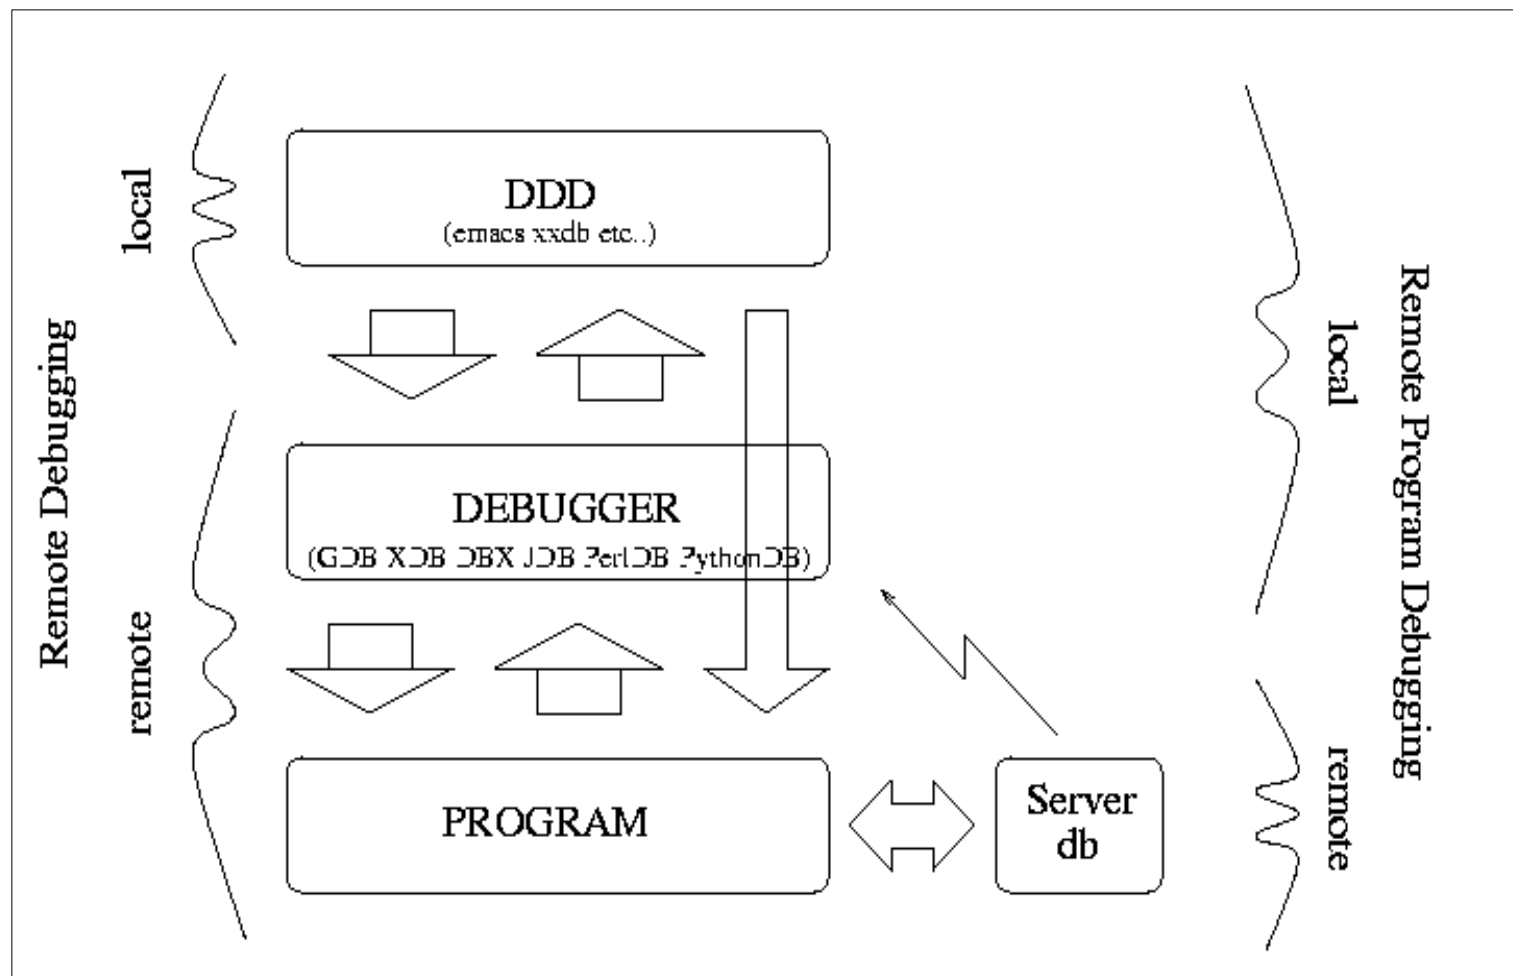 DDD
(emacs xxdb etc..)
DEBUGGER
(GDB XDB DBX JDB PerlDB PythonDB)
PROGRAM
Server
db
Remote Debugging
local
remote
Remote Program Debugging
local
remote